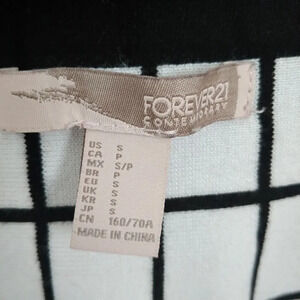 FOREVER21
CONTEMPORARY
US S
CA P
MX S/P
BR P
EU S
UK S
KR S
JP S
CN 160/70A
MADE IN CHINA